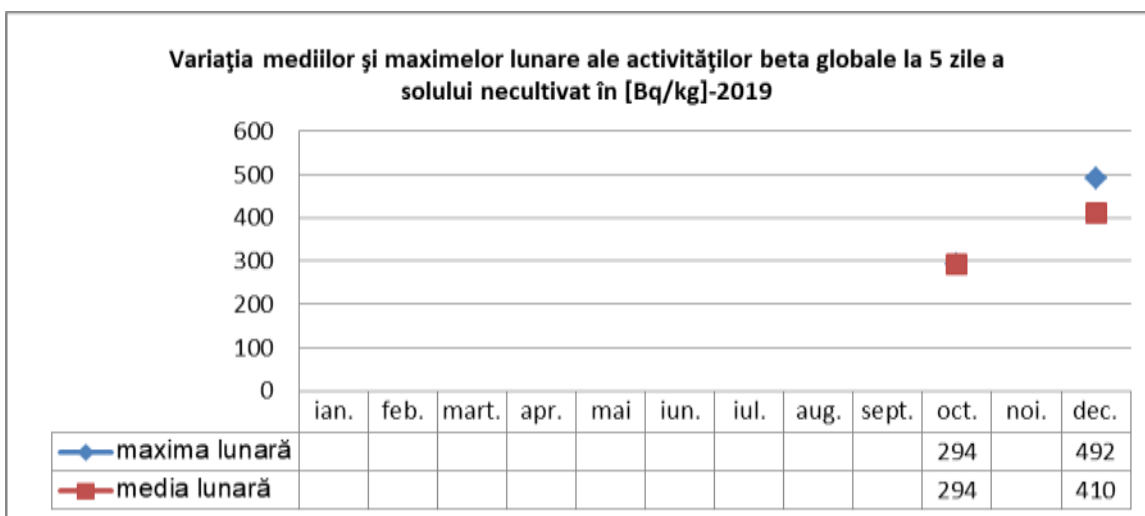 Variaţia mediilor şi maximelor lunare ale activităţilor beta globale la 5 zile a
solului necultivat în [Bq/kg]-2019
600
500
400
300
200
100
0
ian. feb. mart. apr. mai iun. iul. aug. sept. oct. noi. dec.
maxima lunară 294 492
media lunară 294 410